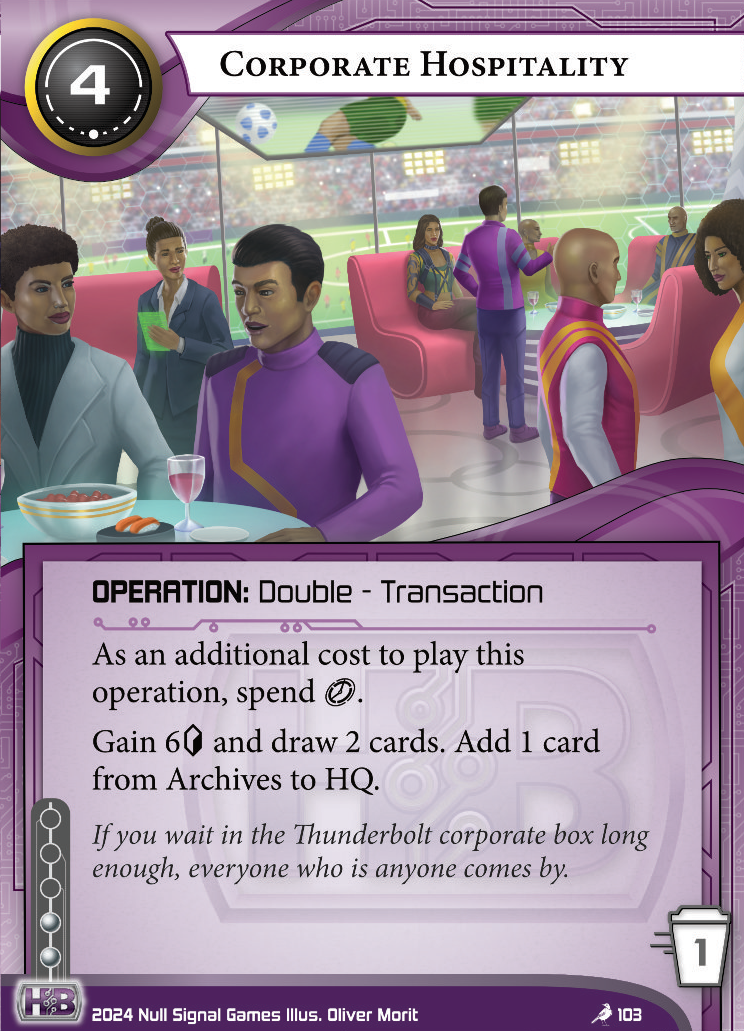 4
Corporate Hospitality
OPERATION: Double - Transaction
As an additional cost to play this
operation, spend .
Gain 6 and draw 2 cards. Add 1 card
from Archives to HQ.
If you wait in the Thunderbolt corporate box long
enough, everyone who is anyone comes by.
1
HB
2024 Null Signal Games Illus. Oliver Morit
103